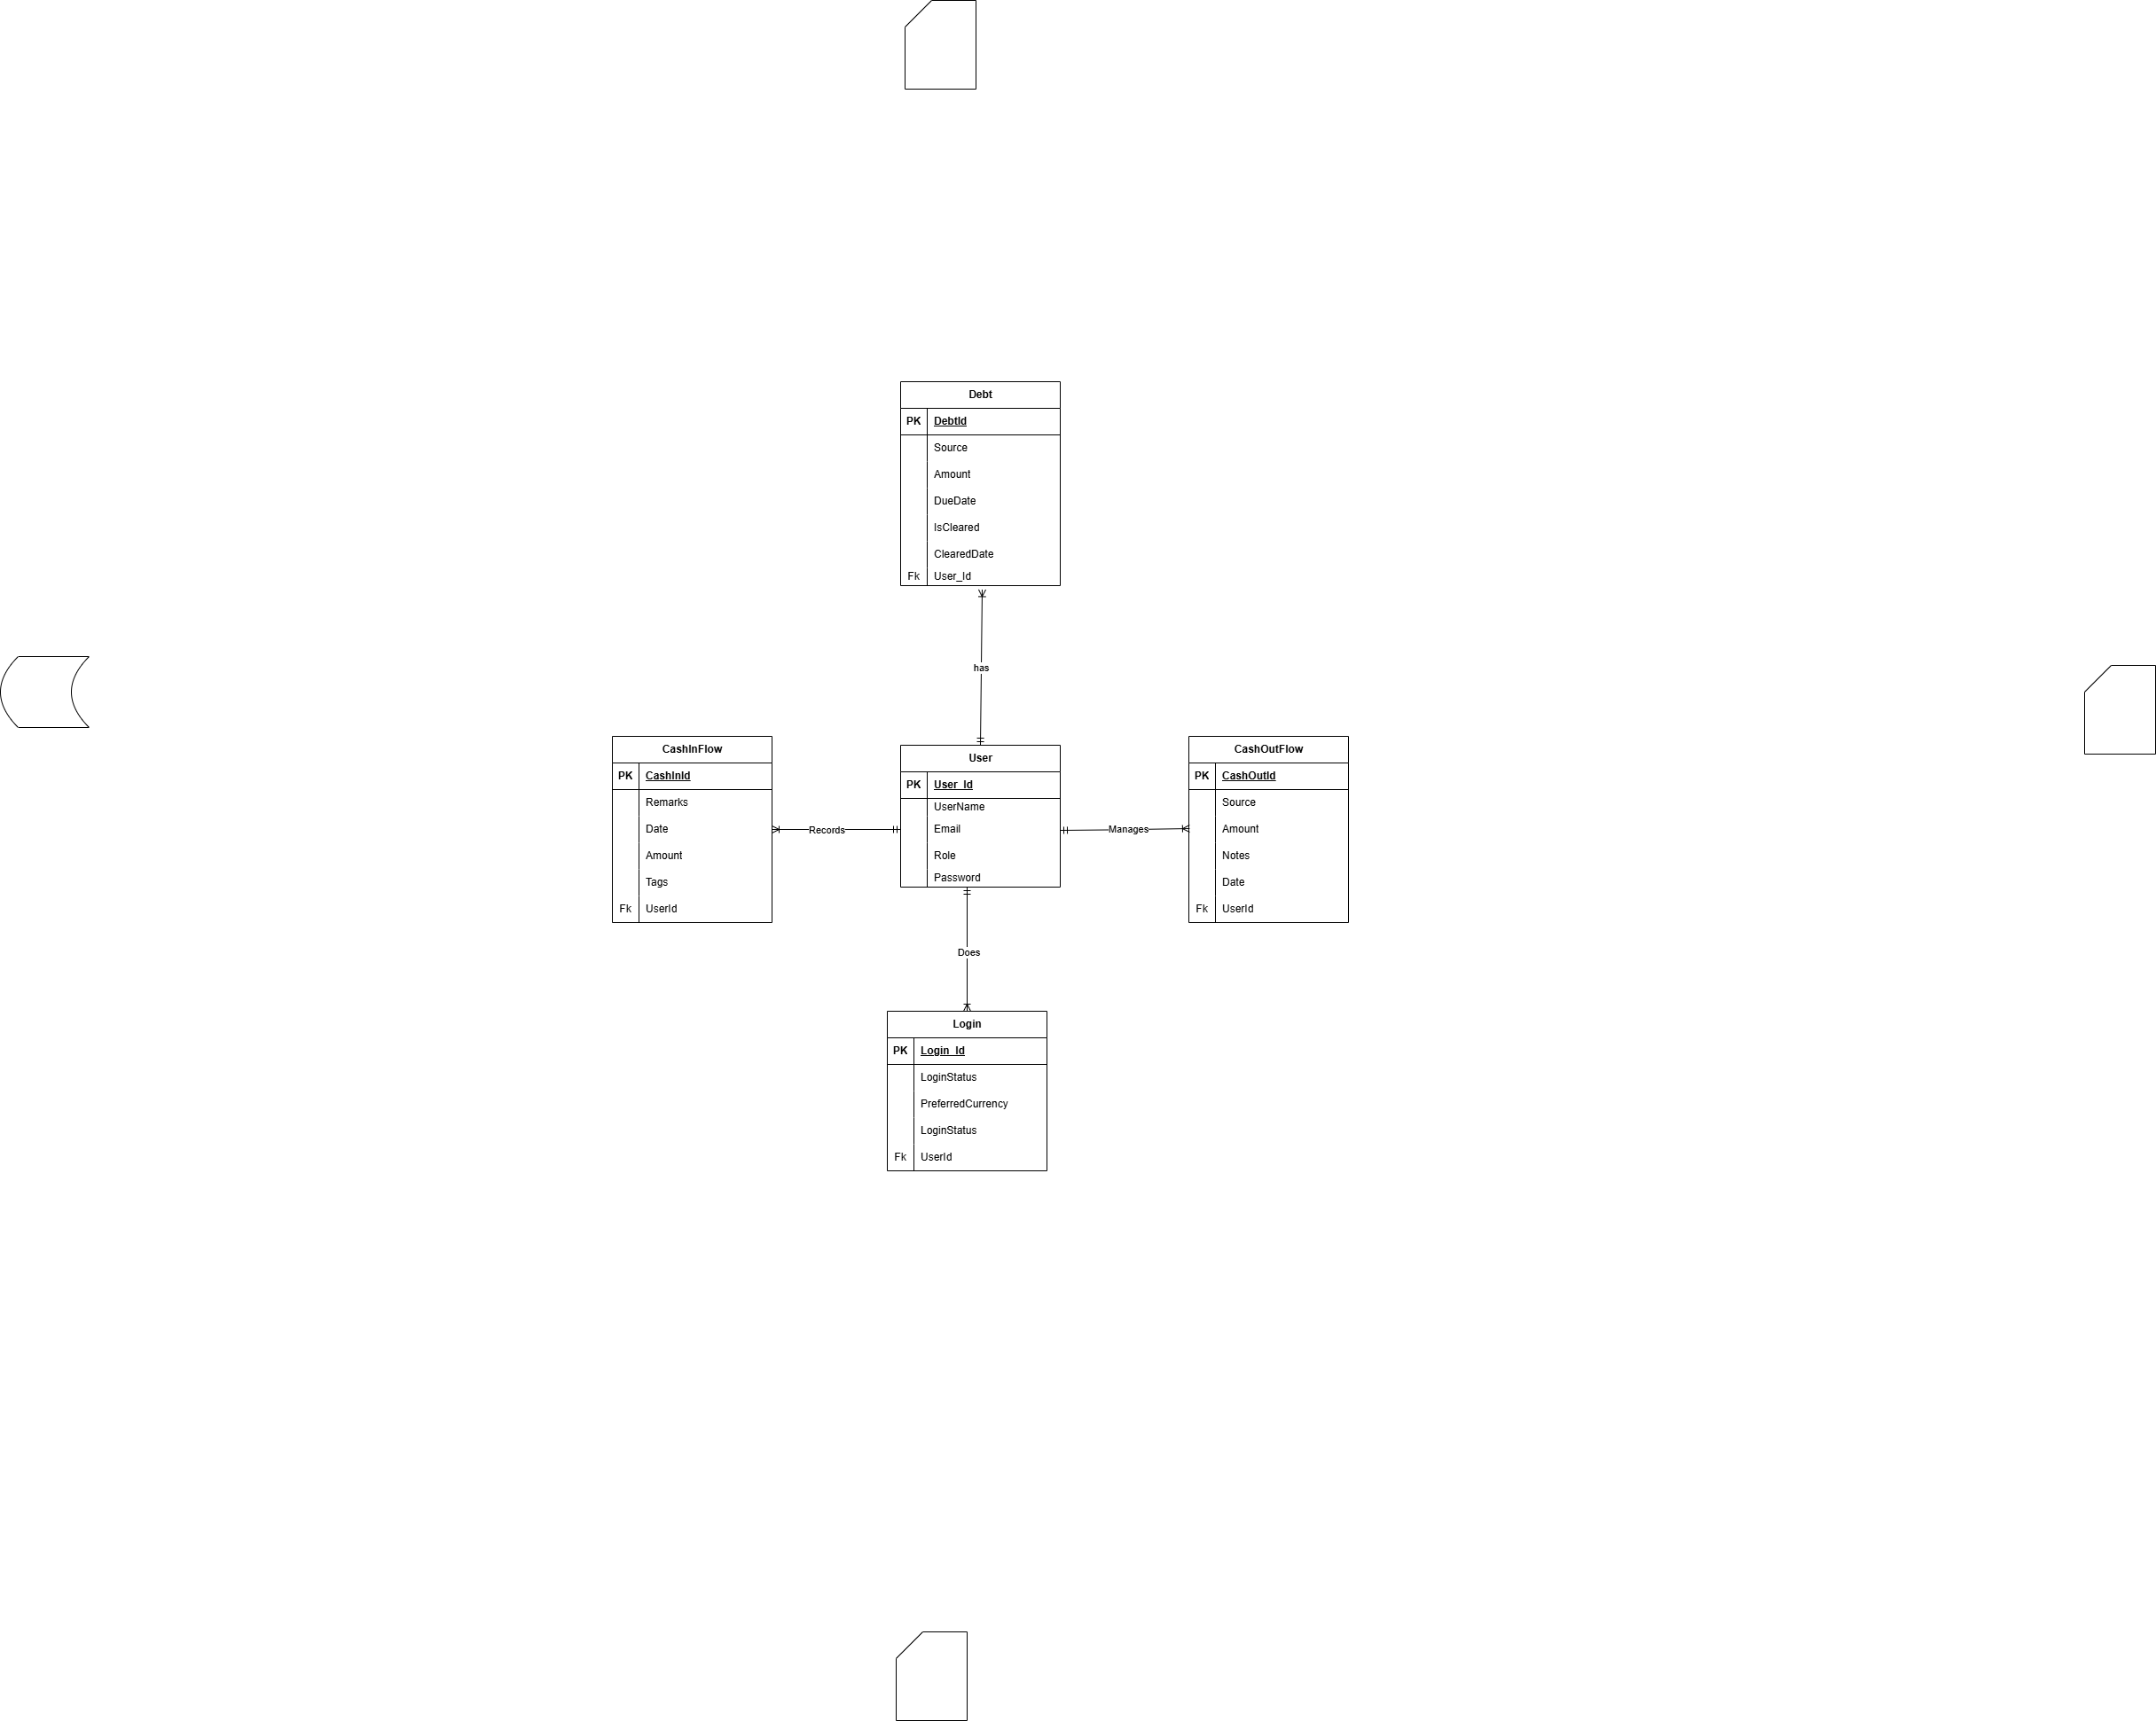 Debt
PK DebtId
Source
Amount
DueDate
IsCleared
ClearedDate
Fk User_Id
has
CashInFlow
PK CashInId
Remarks
Date
Amount
Tags
Fk UserId
Records
User
PK User_Id
UserName
Email
Role
Password
Manages
CashOutFlow
PK CashOutId
Source
Amount
Notes
Date
Fk UserId
Does
Login
PK Login_Id
LoginStatus
PreferredCurrency
LoginStatus
Fk UserId